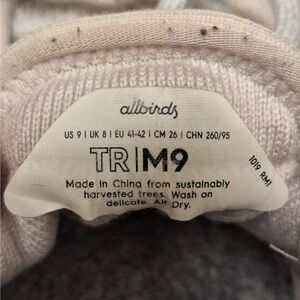 allbirds
US 9 | UK 8 | EU 41-42 | CM 26 | CHN 260/95
TR|M9
Made in China from sustainably
harvested trees. Wash on
delicate. Air Dry.
1019 RM1